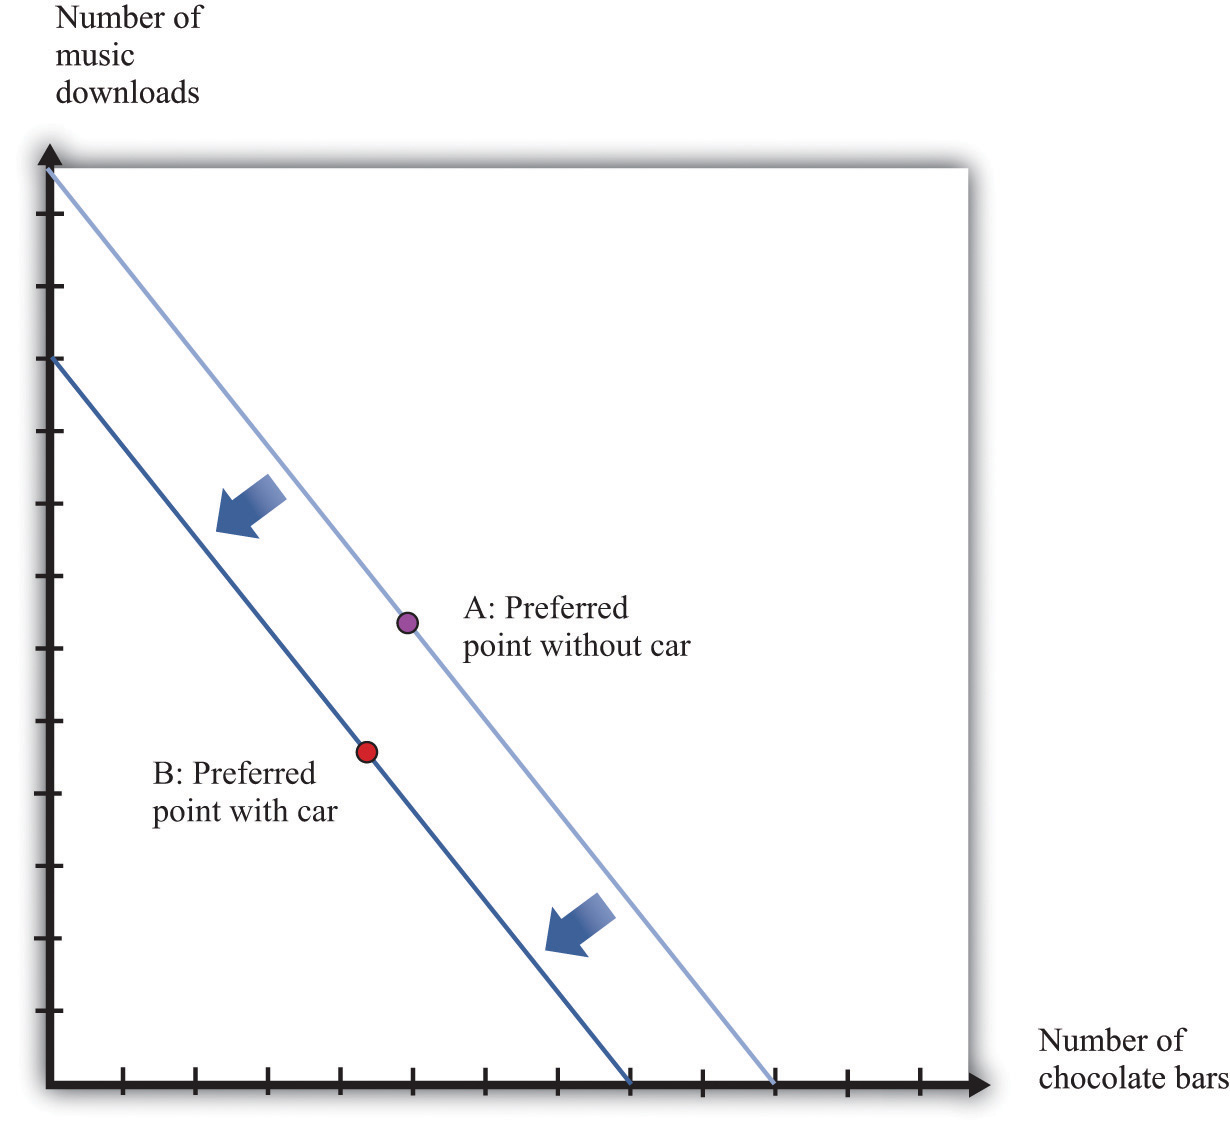 Number of
music
downloads
A: Preferred
point without car
B: Preferred
point with car
Number of
chocolate bars